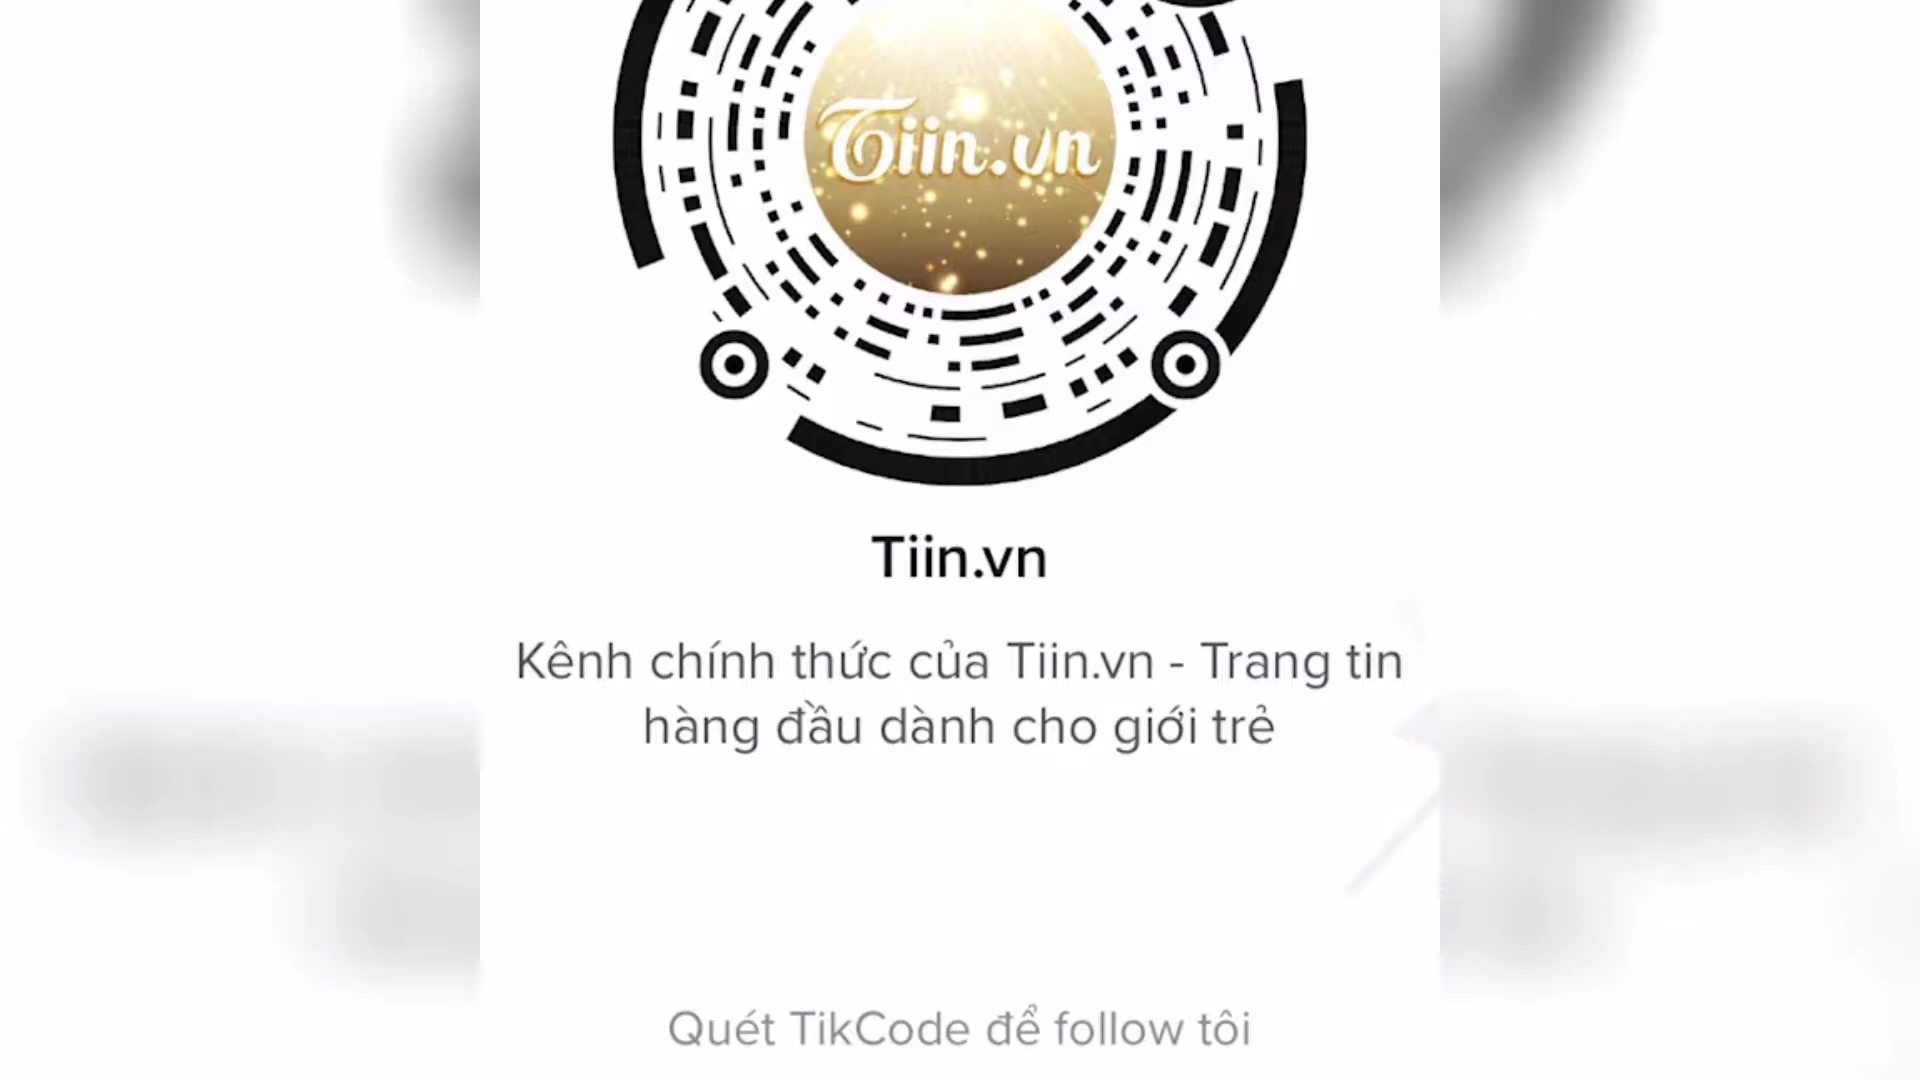 Tiin.vn
Tiin.vn
Kênh chính thức của Tiin.vn - Trang tin
hàng đầu dành cho giới trẻ
Quét TikCode để follow tôi